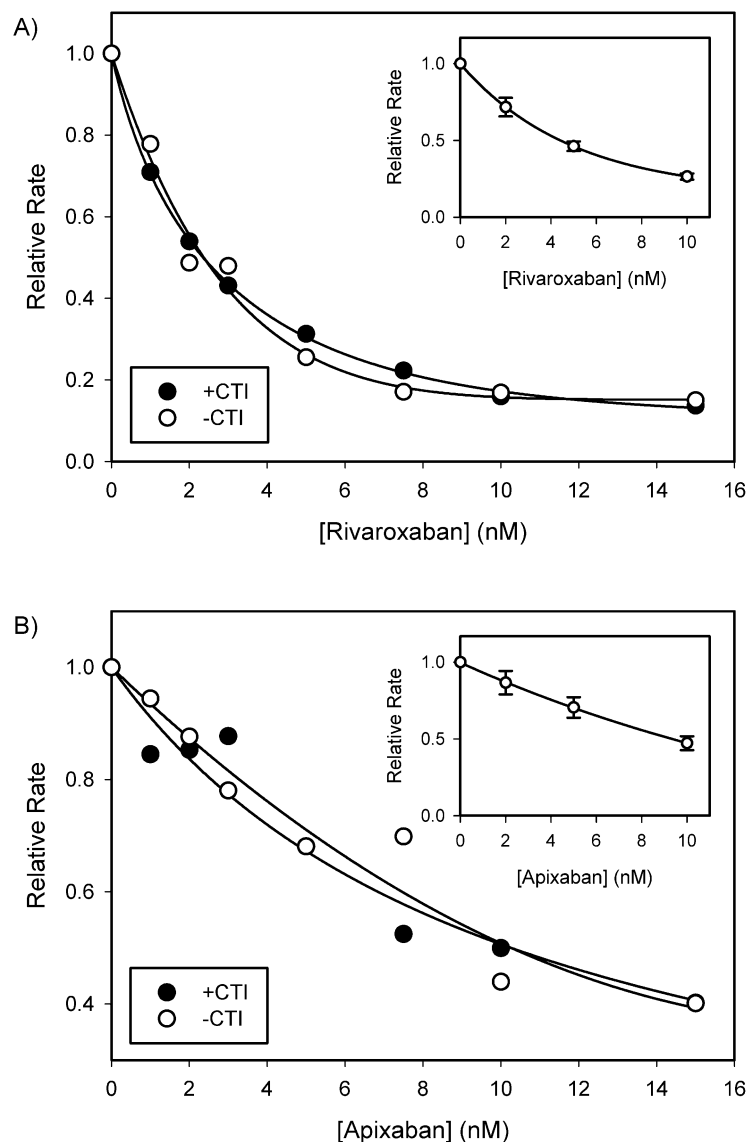 A)
1.0
0.8
0.6
0.4
0.2
0.0
Relative Rate
0 2 4 6 8 10 12 14 16
[Rivaroxaban] (nM)
+CTI
-CTI
1.0
0.5
0.0
Relative Rate
0 2 4 6 8 10
[Rivaroxaban] (nM)
B)
1.0
0.8
0.6
0.4
Relative Rate
0 2 4 6 8 10 12 14 16
[Apixaban] (nM)
+CTI
-CTI
1.0
0.5
0.0
Relative Rate
0 2 4 6 8 10
[Apixaban] (nM)